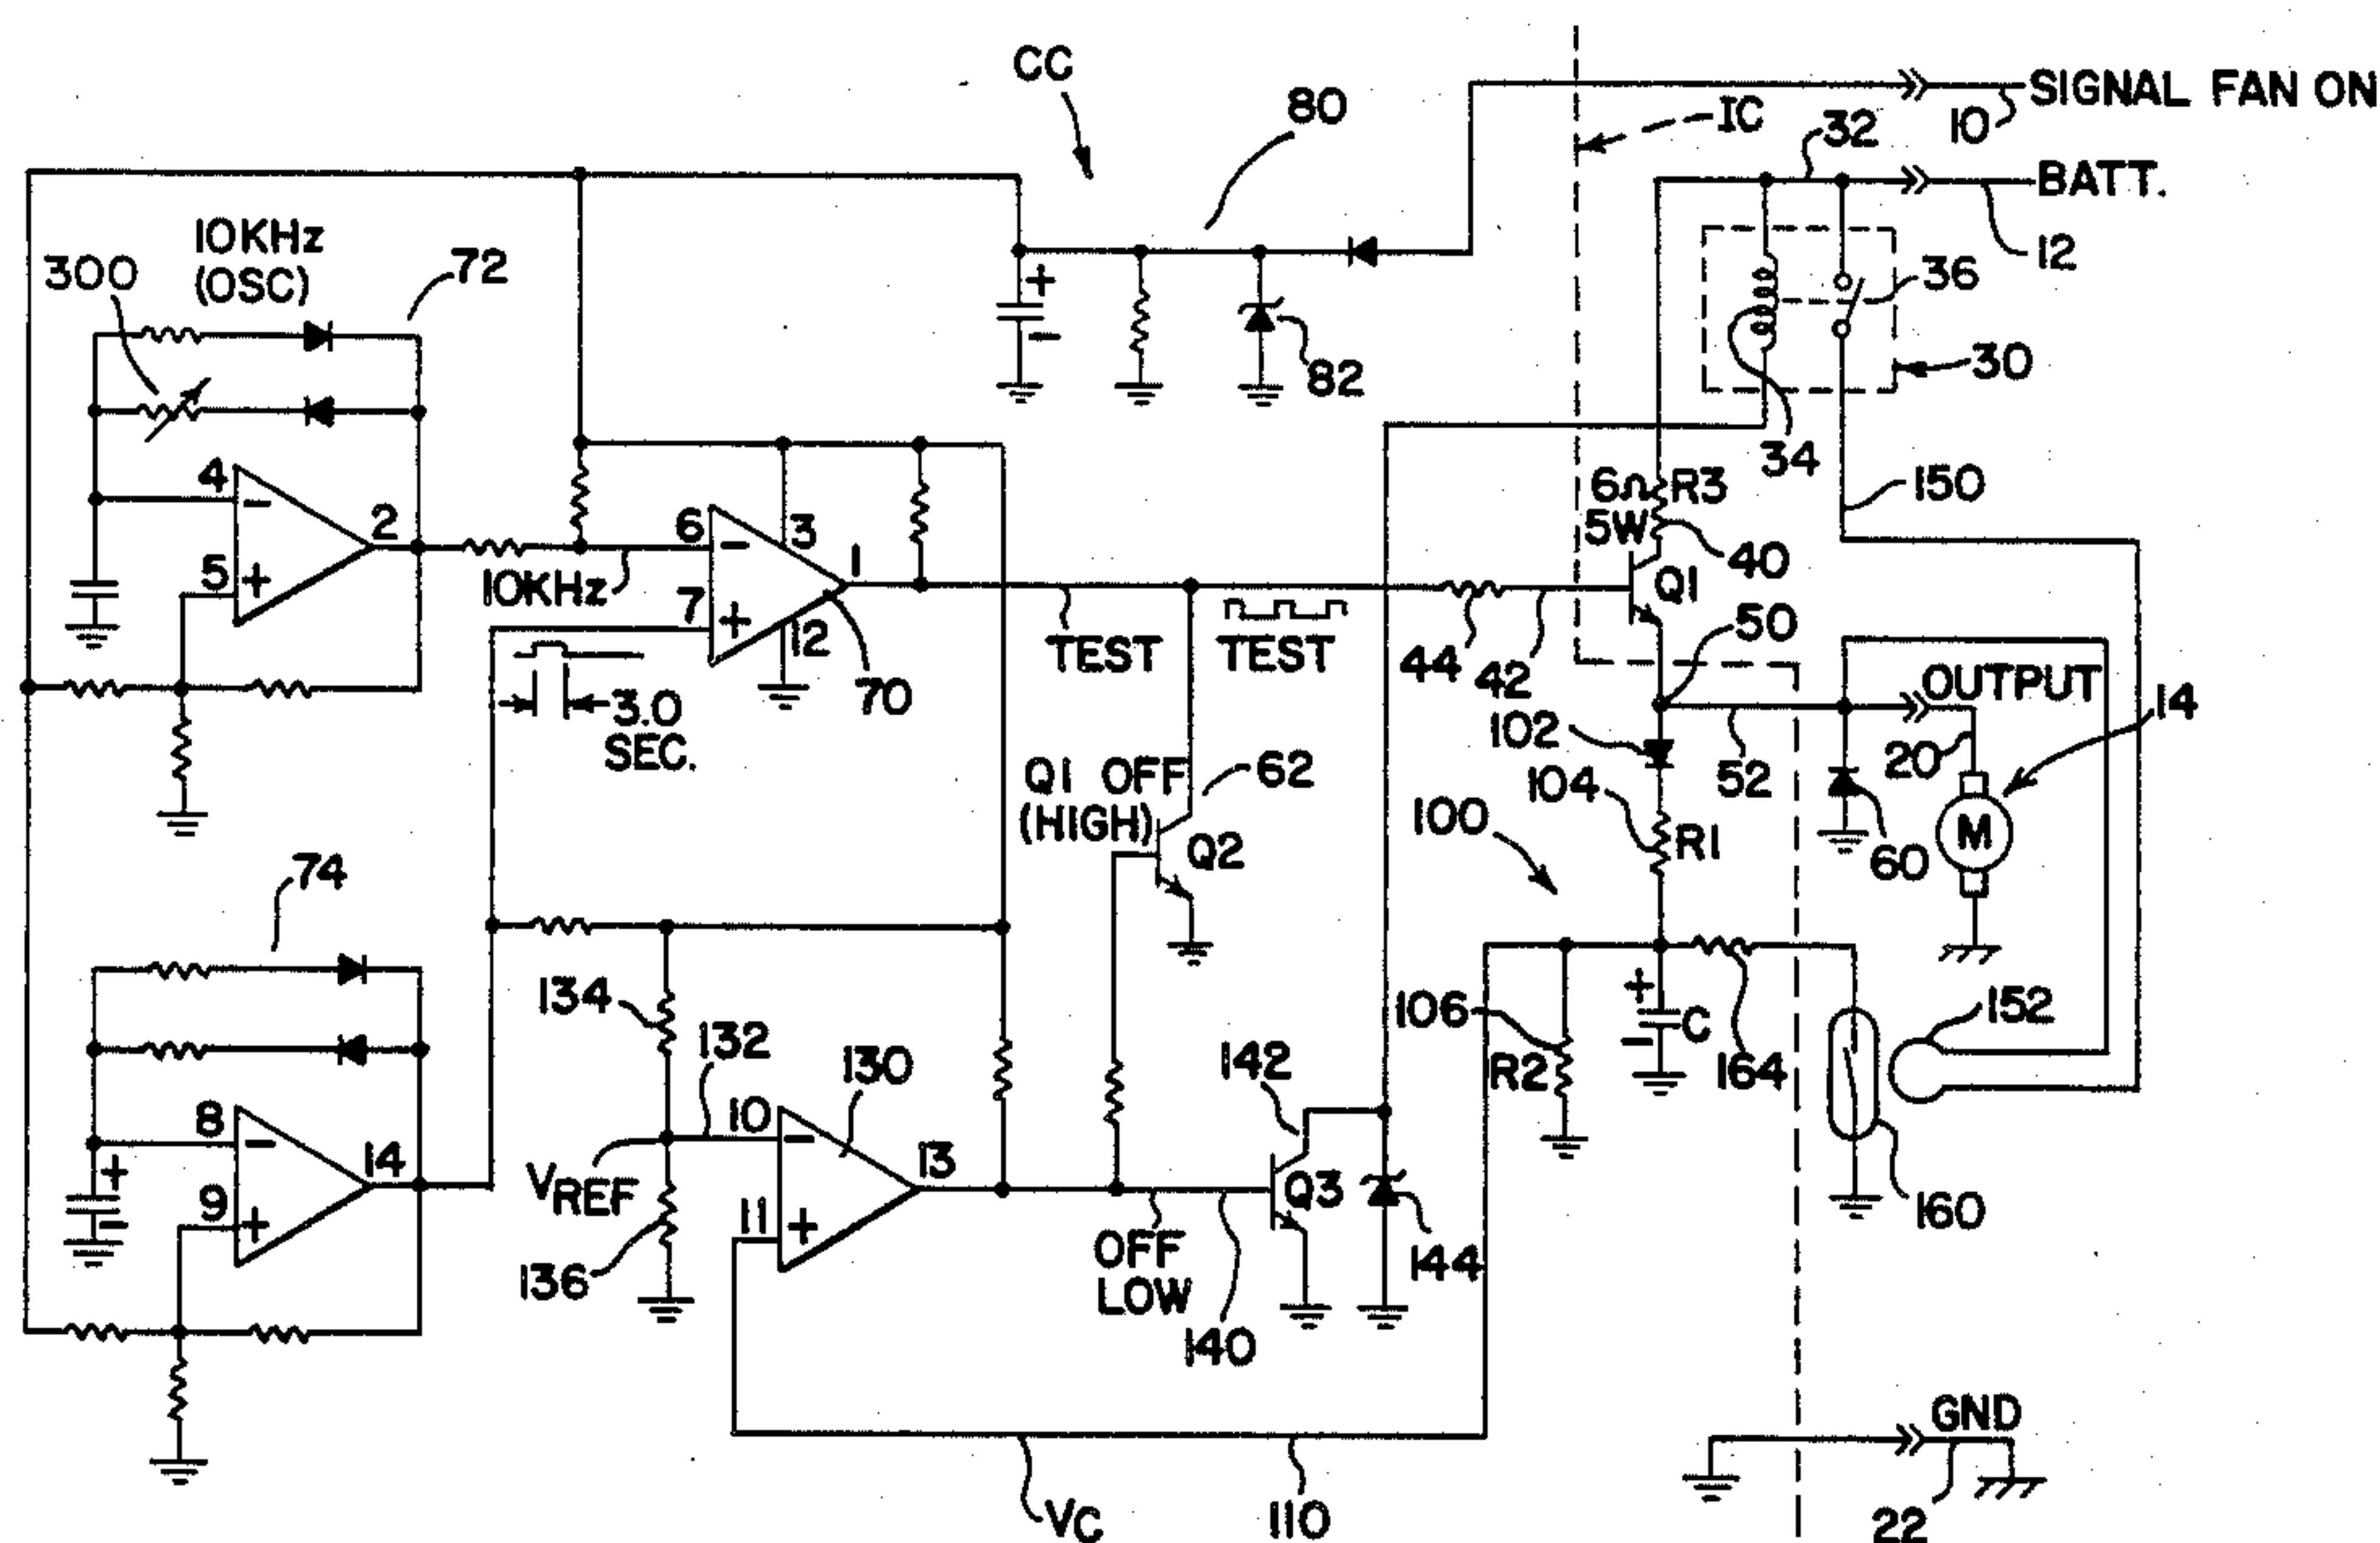 CC
SIGNAL FAN ON
10
IC
32
80
BATT.
12
10KHz
(OSC)
72
300
36
30
82
34
150
4
2
5
6
3
1
7
12
70
10KHz
6Ω
5W
R3
40
Q1
50
TEST
TEST
44
42
3.0
SEC.
OUTPUT
14
102
52
20
104
Q1 OFF
(HIGH)
62
Q2
100
R1
M
60
74
134
132
130
106
C
152
142
R2
164
8
14
9
10
13
11
VREF
136
Q3
OFF
LOW
144
160
140
GND
VC
110
22